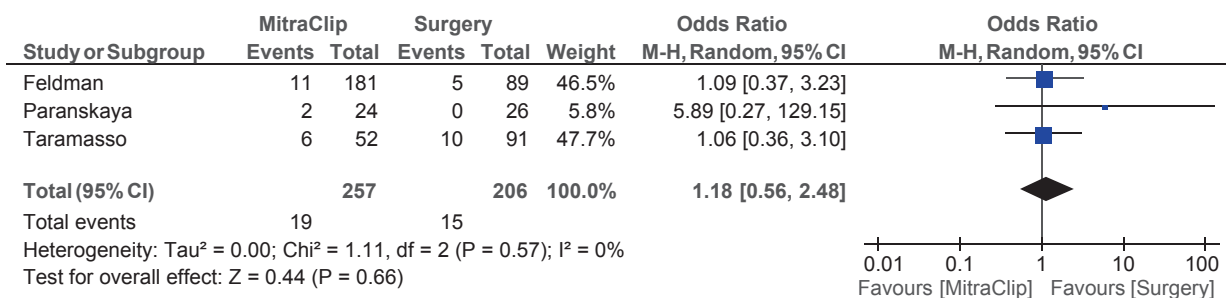 MitraClip Surgery Odds Ratio Odds Ratio
Study or Subgroup Events Total Events Total Weight M-H, Random, 95% CI M-H, Random, 95% CI
Feldman 11 181 5 89 46.5% 1.09 [0.37, 3.23]
Paranskaya 2 24 0 26 5.8% 5.89 [0.27, 129.15]
Taramasso 6 52 10 91 47.7% 1.06 [0.36, 3.10]
Total (95% CI) 257 206 100.0% 1.18 [0.56, 2.48]
Total events 19 15
Heterogeneity: Tau² = 0.00; Chi² = 1.11, df = 2 (P = 0.57); I² = 0%
Test for overall effect: Z = 0.44 (P = 0.66)
0.01 0.1 1 10 100
Favours [MitraClip] Favours [Surgery]